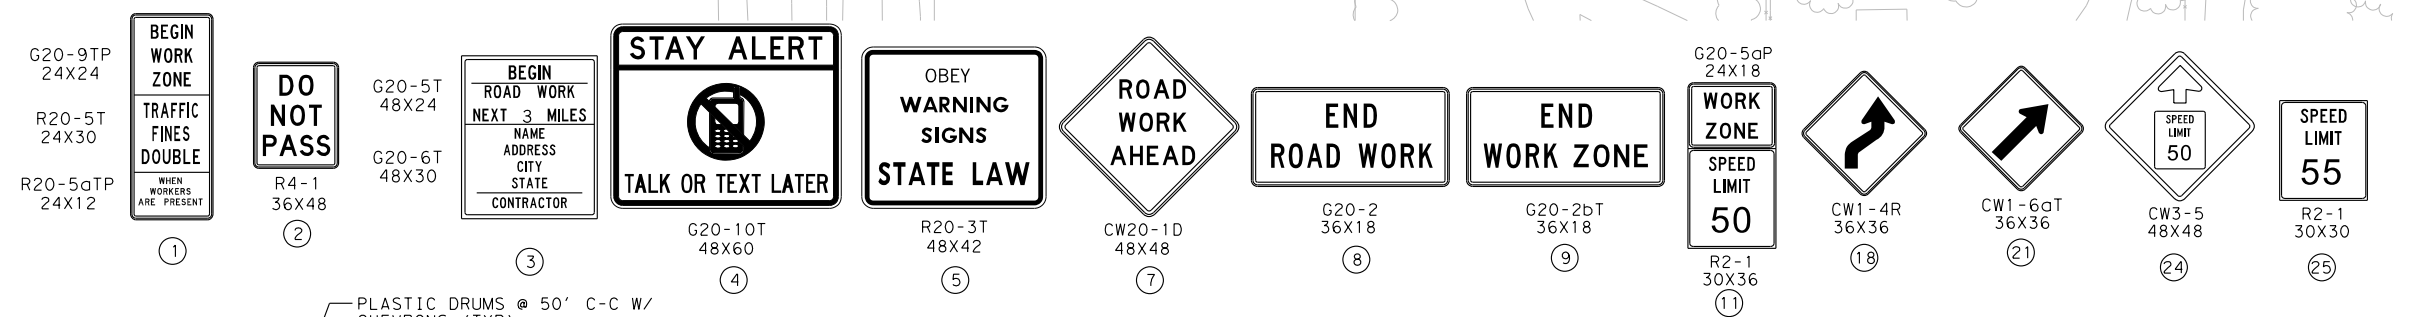 G20-9TP
24X24
R20-5T
24X30
R20-5aTP
24X12
BEGIN
WORK
ZONE
TRAFFIC
FINES
DOUBLE
WHEN
WORKERS
ARE PRESENT
1
DO
NOT
PASS
R4-1
36X48
2
G20-5T
48X24
G20-6T
48X30
BEGIN
ROAD WORK
NEXT 3 MILES
NAME
ADDRESS
CITY
STATE
CONTRACTOR
3
STAY ALERT
TALK OR TEXT LATER
G20-10T
48X60
4
OBEY
WARNING
SIGNS
STATE LAW
R20-3T
48X42
5
ROAD
WORK
AHEAD
CW20-1D
48X48
7
END
ROAD WORK
G20-2
36X18
8
END
WORK ZONE
G20-2bT
36X18
9
G20-5aP
24X18
WORK
ZONE
SPEED
LIMIT
50
R2-1
30X36
11
CW1-4R
36X36
18
CW1-6aT
36X36
21
SPEED
LIMIT
50
CW3-5
48X48
24
SPEED
LIMIT
55
R2-1
30X30
25
PLASTIC DRUMS @ 50' C-C W/